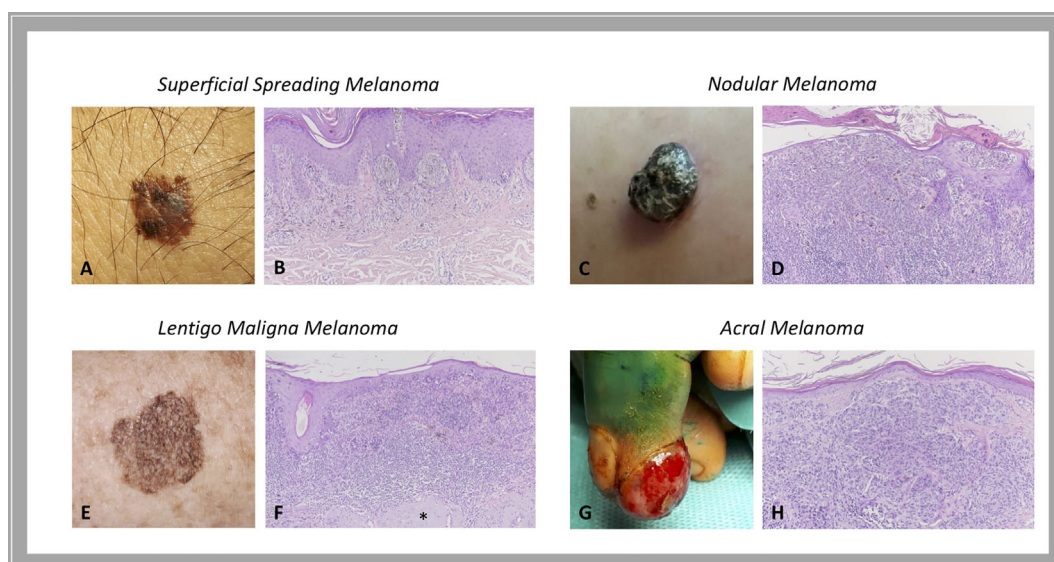 Superficial Spreading Melanoma
Nodular Melanoma
A
B
C
D
Lentigo Maligna Melanoma
Acral Melanoma
E
F
*
G
H